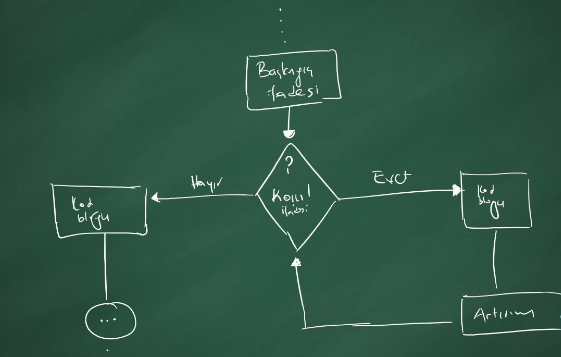 Başlangıç
ifadesi
?
Hayır
Koşul
ifadesi
Evet
Kod
bloğu
Kod
bloğu
...
Artırım